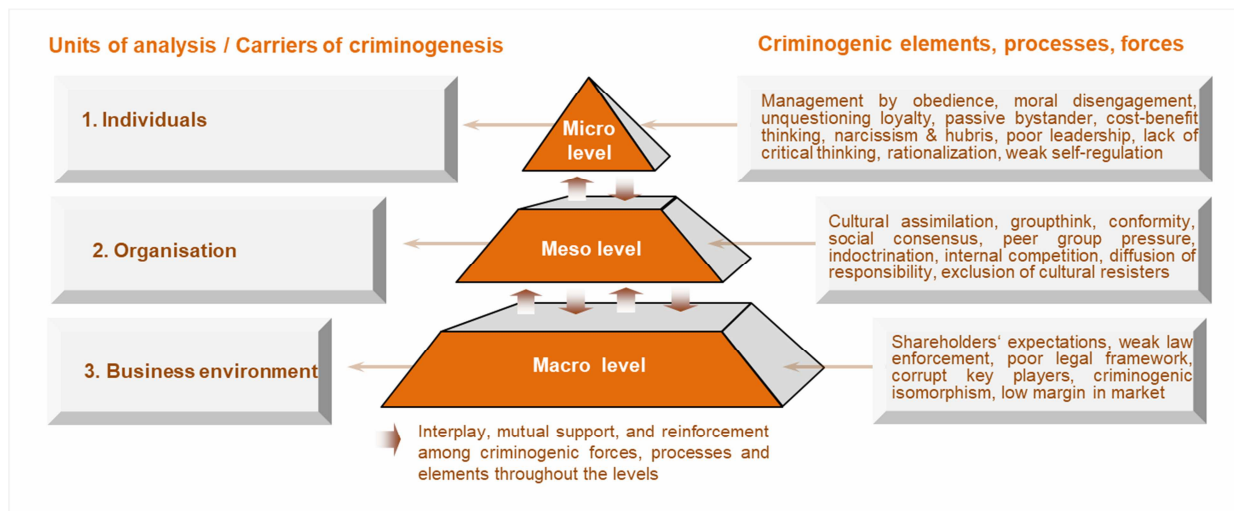 Units of analysis / Carriers of criminogenesis
Criminogenic elements, processes, forces
1. Individuals
Micro
level
Management by obedience, moral disengagement,
unquestioning loyalty, passive bystander, cost-benefit
thinking, narcissism & hubris, poor leadership, lack of
critical thinking, rationalization, weak self-regulation
2. Organisation
Meso level
Cultural assimilation, groupthink, conformity,
social consensus, peer group pressure,
indoctrination, internal competition, diffusion of
responsibility, exclusion of cultural resisters
3. Business environment
Macro level
Shareholders‘ expectations, weak law
enforcement, poor legal framework,
corrupt key players, criminogenic
isomorphism, low margin in market
Interplay, mutual support, and reinforcement
among criminogenic forces, processes and
elements throughout the levels